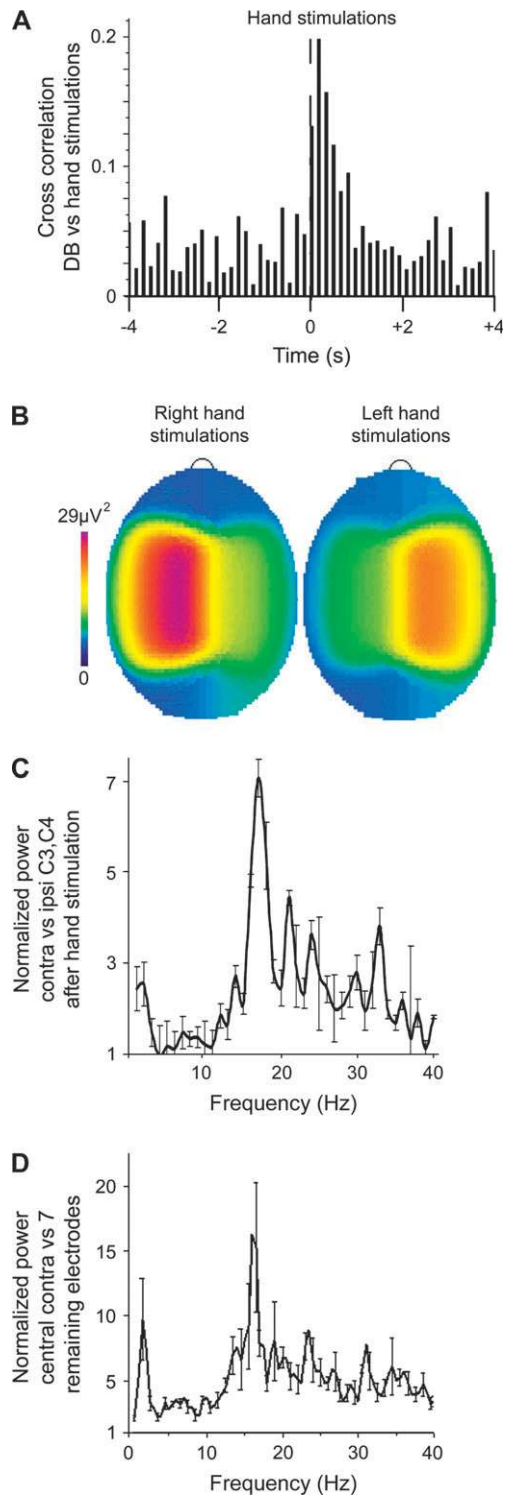 A
Hand stimulations
Cross correlation
DB vs hand stimulations
0.2
0.1
0
-4
-2
0
+2
+4
Time (s)
B
Right hand
stimulations
Left hand
stimulations
29µV²
0
C
Normalized power
contra vs ipsi C3,C4
after hand stimulation
7
5
3
1
10
20
30
40
Frequency (Hz)
D
Normalized power
central contra vs 7
remaining electrodes
20
15
10
5
1
0
10
20
30
40
Frequency (Hz)